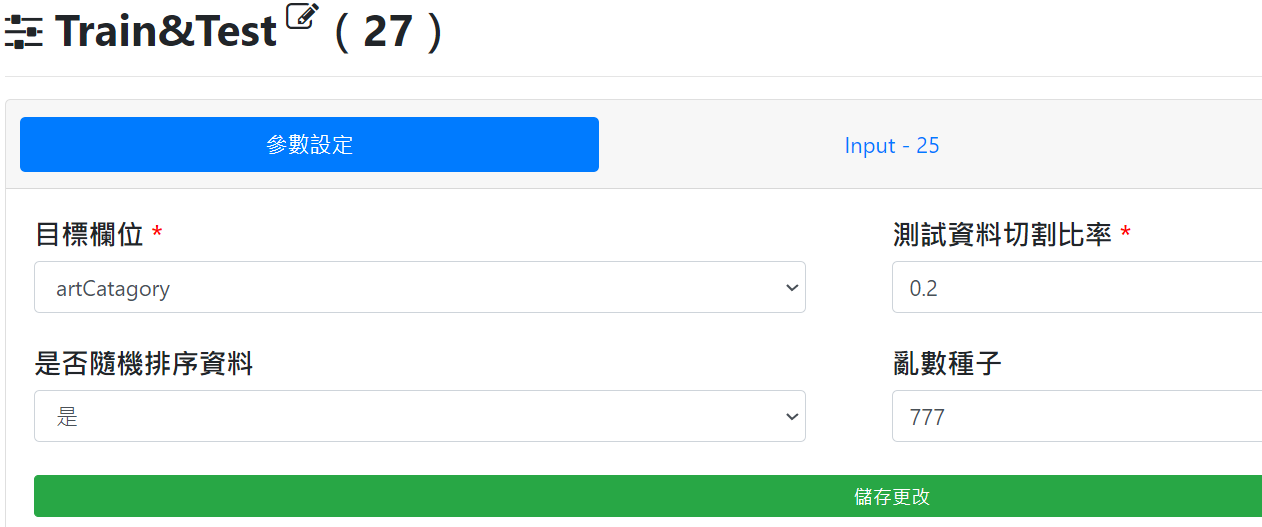 Train&Test ( 27 )
參數設定
Input - 25
目標欄位 *
測試資料切割比率 *
artCatagory
0.2
是否隨機排序資料
亂數種子
是
777
儲存更改